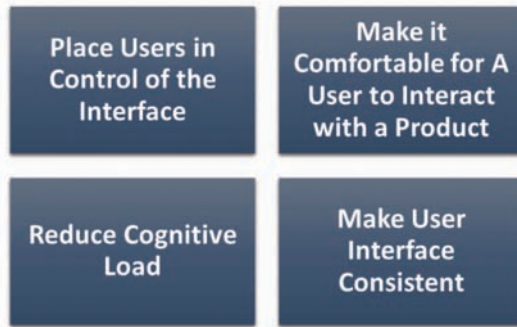 Place Users in
Control of the
Interface
Make it
Comfortable for A
User to Interact
with a Product
Reduce Cognitive
Load
Make User
Interface
Consistent